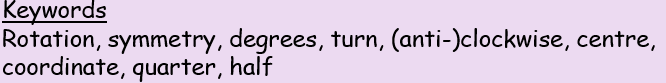 Keywords
Rotation, symmetry, degrees, turn, (anti-)clockwise, centre,
coordinate, quarter, half